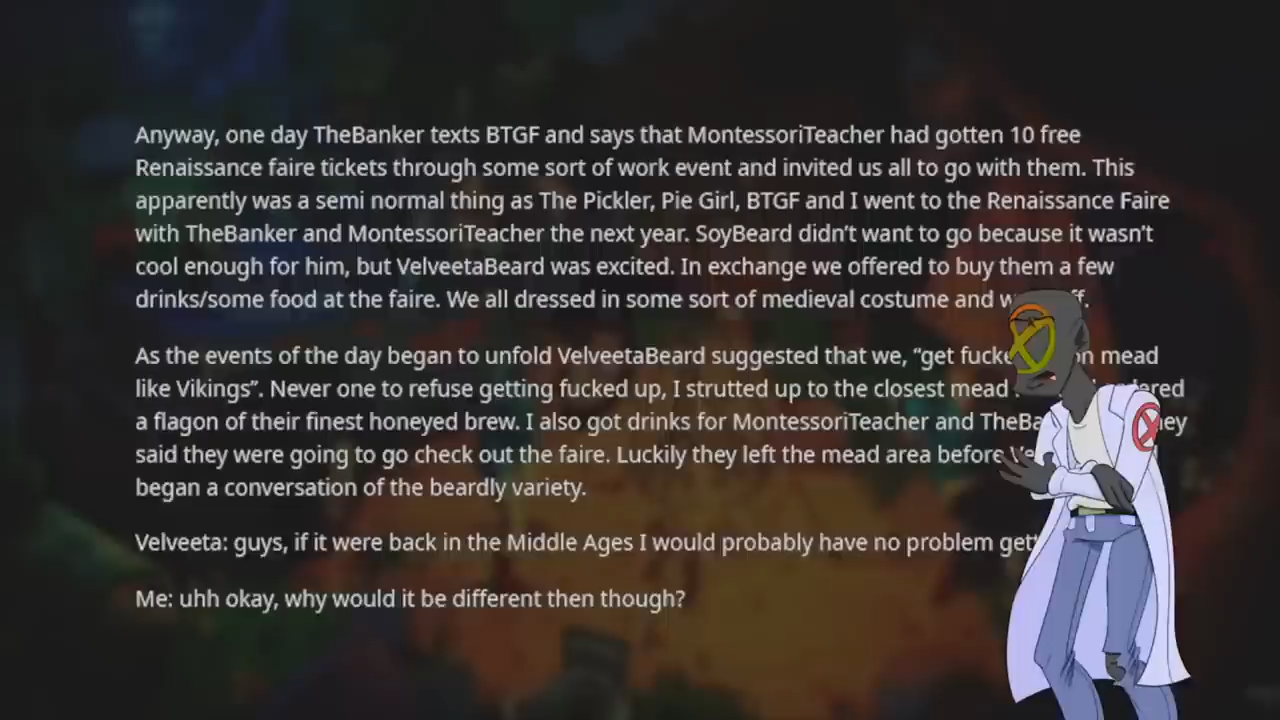 Anyway, one day TheBanker texts BTGF and says that MontessoriTeacher had gotten 10 free
Renaissance faire tickets through some sort of work event and invited us all to go with them. This
apparently was a semi normal thing as The Pickler, Pie Girl, BTGF and I went to the Renaissance Faire
with TheBanker and MontessoriTeacher the next year. SoyBeard didn’t want to go because it wasn’t
cool enough for him, but VelveetaBeard was excited. In exchange we offered to buy them a few
drinks/some food at the faire. We all dressed in some sort of medieval costume and
As the events of the day began to unfold VelveetaBeard suggested that we, “get mead
like Vikings”. Never one to refuse getting fucked up, I strutted up to the closest mead
a flagon of their finest honeyed brew. I also got drinks for MontessoriTeacher and
said they were going to go check out the faire. Luckily they left the mead area before
began a conversation of the beardly variety.
Velveeta: guys, if it were back in the Middle Ages I would probably have no problem
Me: uhh okay, why would it be different then though?